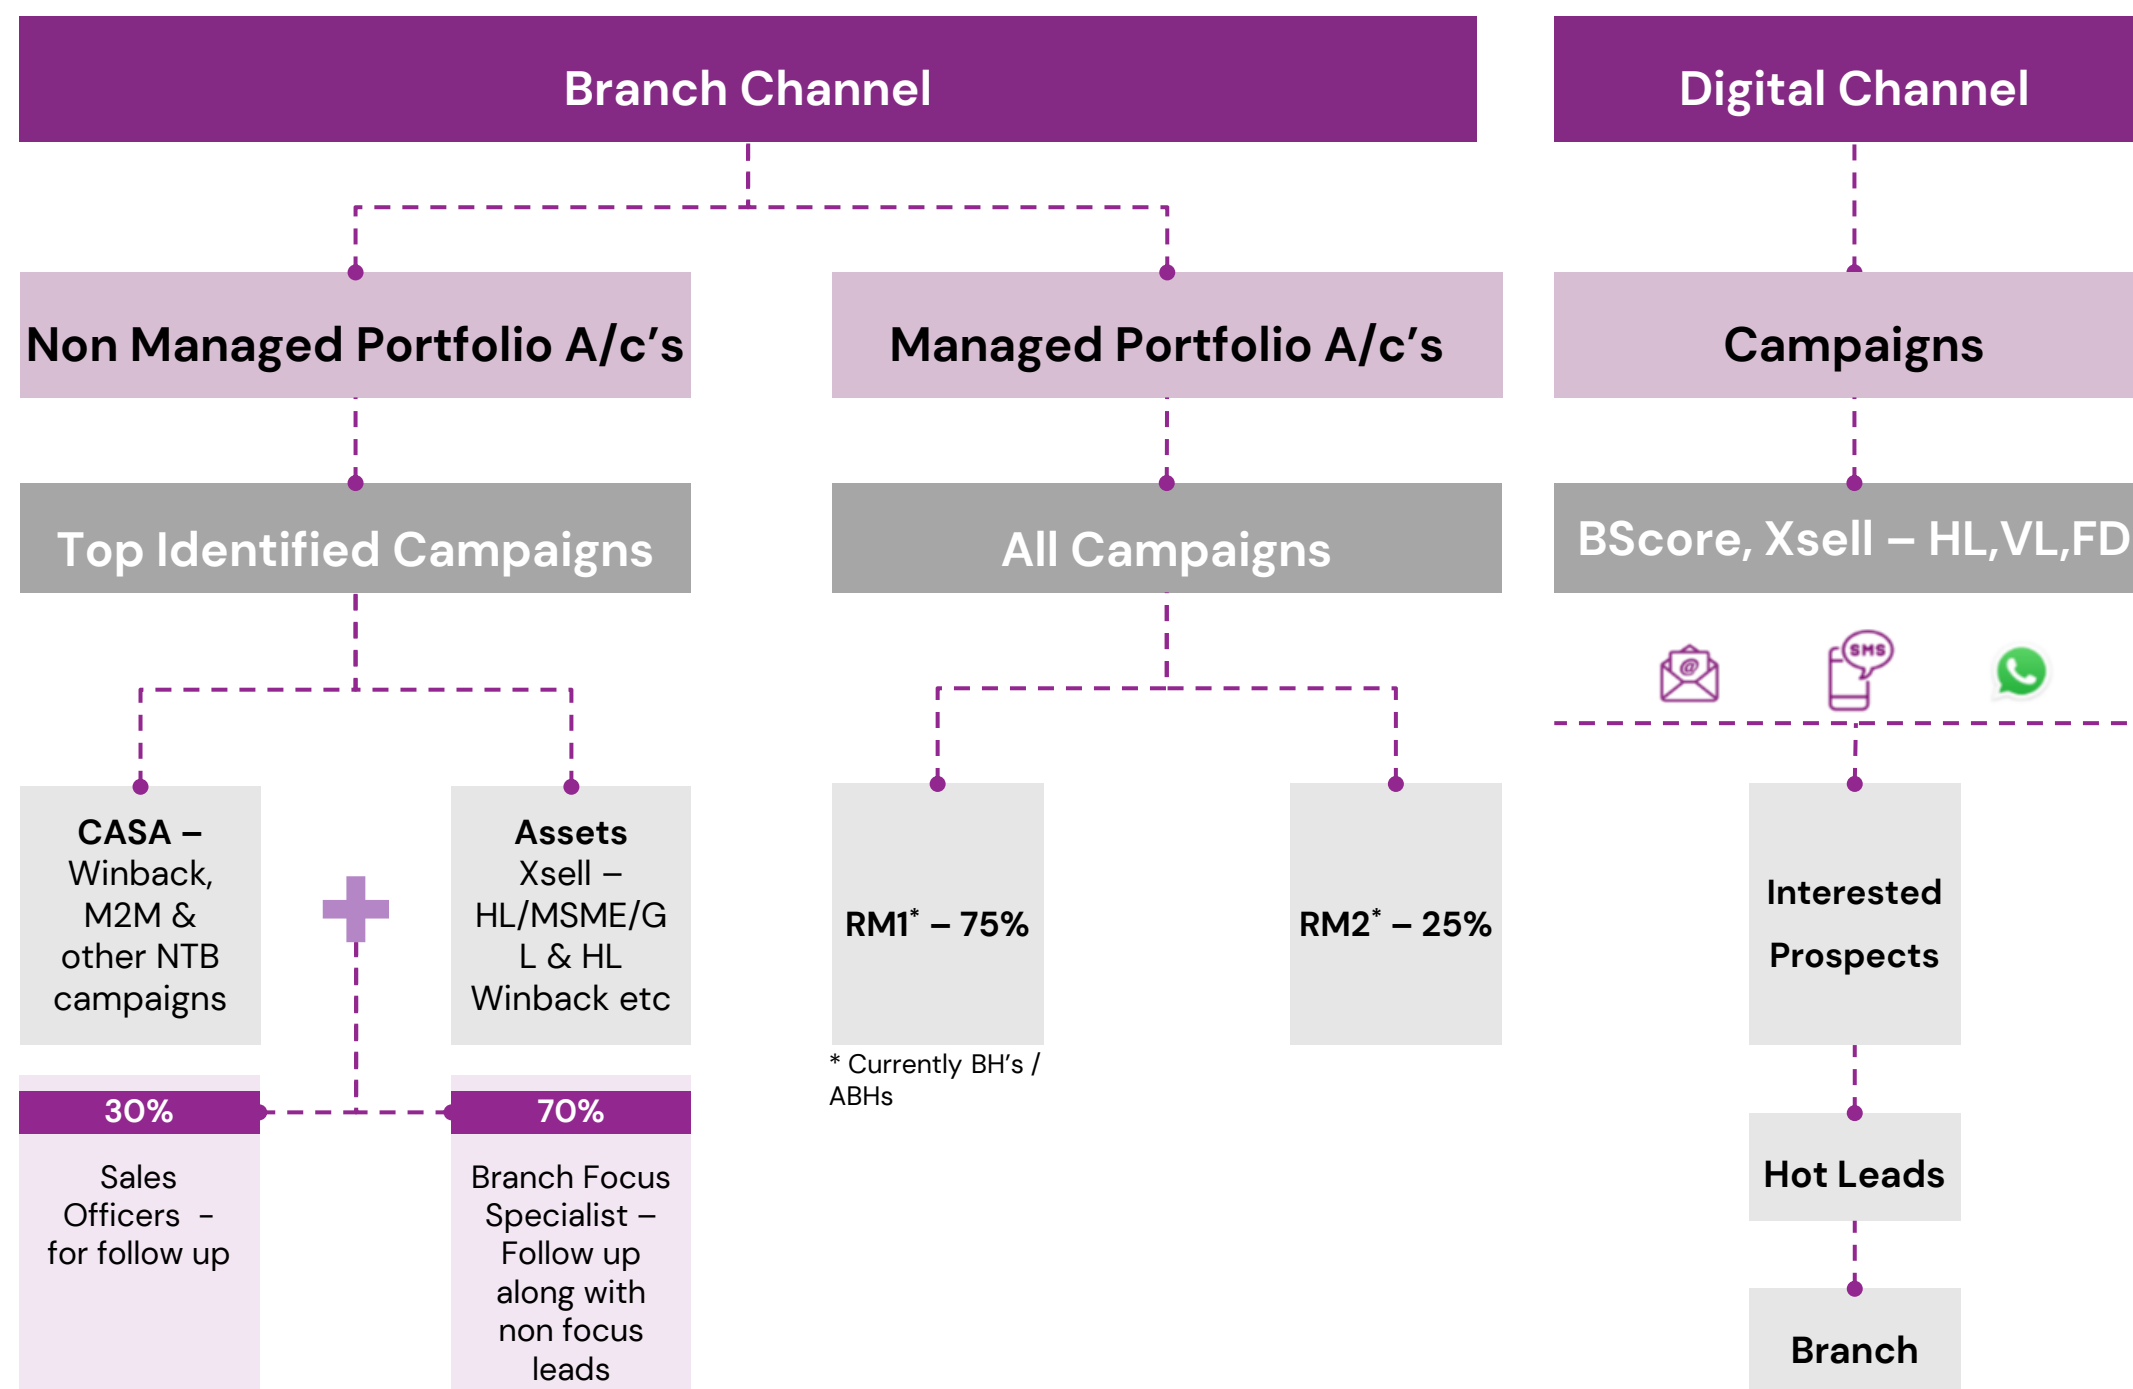 Branch Channel
Digital Channel
Non Managed Portfolio A/c’s
Managed Portfolio A/c’s
Campaigns
Top Identified Campaigns
All Campaigns
BScore, Xsell – HL,VL,FD
@
SMS
CASA –
Winback,
M2M &
other NTB
campaigns
Assets
Xsell –
HL/MSME/G
L & HL
Winback etc
RM1* – 75%
RM2* – 25%
Interested
Prospects
* Currently BH’s /
ABHs
30%
70%
Sales
Officers -
for follow up
Branch Focus
Specialist –
Follow up
along with
non focus
leads
Hot Leads
Branch